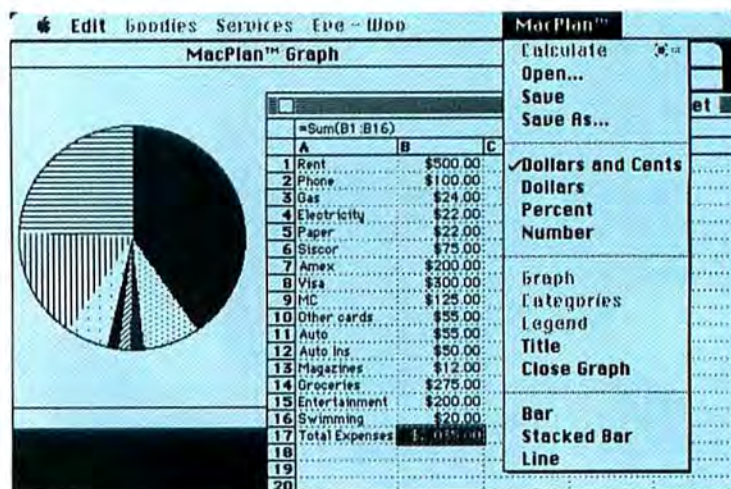 Edit Goodies Services Eve - Woo MacPlan™
MacPlan™ Graph
et
=Sum(B1:B16)
A B C
1 Rent $500.00
2 Phone $100.00
3 Gas $24.00
4 Electricity $22.00
5 Paper $22.00
6 Siscor $75.00
7 Amex $200.00
8 Visa $300.00
9 MC $125.00
10 Other cards $55.00
11 Auto $55.00
12 Auto Ins $50.00
13 Magazines $12.00
14 Groceries $275.00
15 Entertainment $200.00
16 Swimming $20.00
17 Total Expenses
18
19
20
Calculate
Open...
Save
Save As...
✓Dollars and Cents
Dollars
Percent
Number
Graph
Categories
Legend
Title
Close Graph
Bar
Stacked Bar
Line